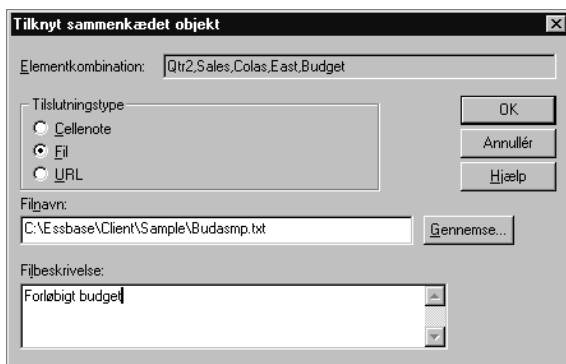 Tilknyt sammenkædet objekt
Elementkombination: Qtr2,Sales,Colas,East,Budget
Tilslutningstype
Cellenote
Fil
URL
OK
Annullér
Hjælp
Filnavn:
C:\Essbase\Client\Sample\Budasmp.txt Gennemse...
Filbeskrivelse:
Forløbigt budget